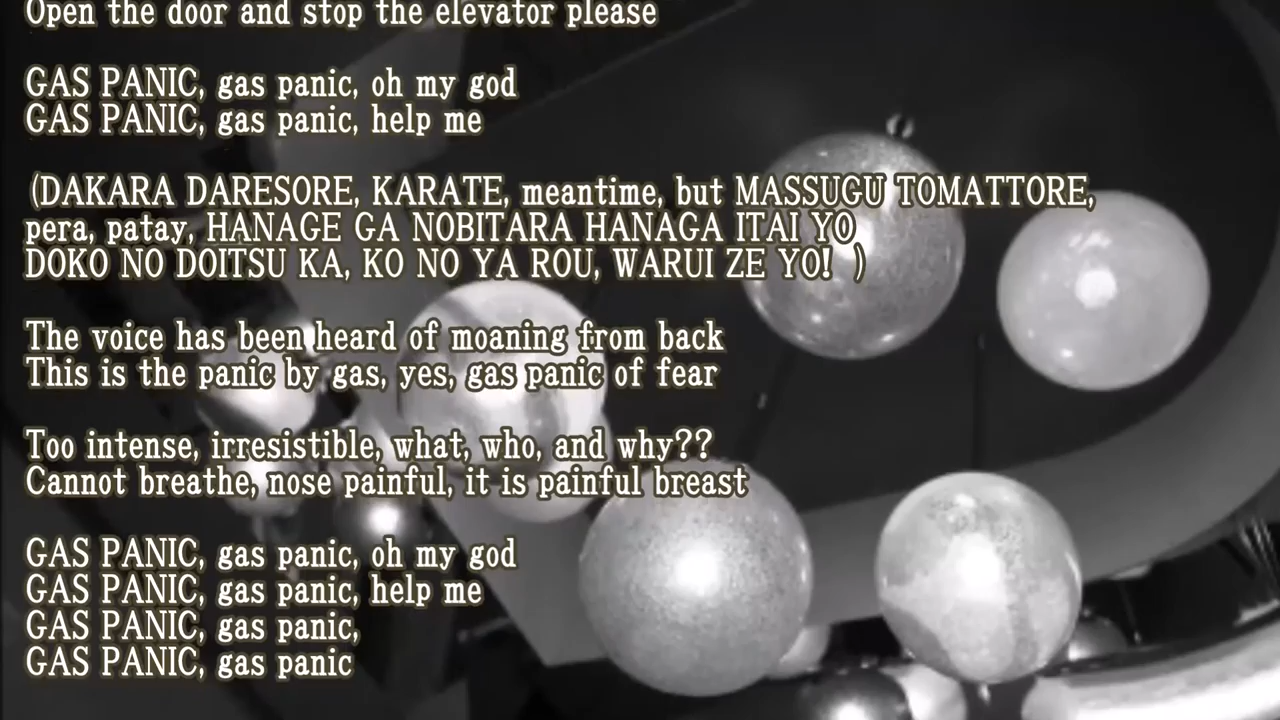 Open the door and stop the elevator please
GAS PANIC, gas panic, oh my god
GAS PANIC, gas panic, help me
(DAKARA DARESORE, KARATE, meantime, but MASSUGU TOMATTORE,
pera, patay, HANAGE GA NOBITARA HANAGA ITAI YO
DOKO NO DOITSU KA, KO NO YA ROU, WARUI ZE YO! )
The voice has been heard of moaning from back
This is the panic by gas, yes, gas panic of fear
Too intense, irresistible, what, who, and why??
Cannot breathe, nose painful, it is painful breast
GAS PANIC, gas panic, oh my god
GAS PANIC, gas panic, help me
GAS PANIC, gas panic,
GAS PANIC, gas panic